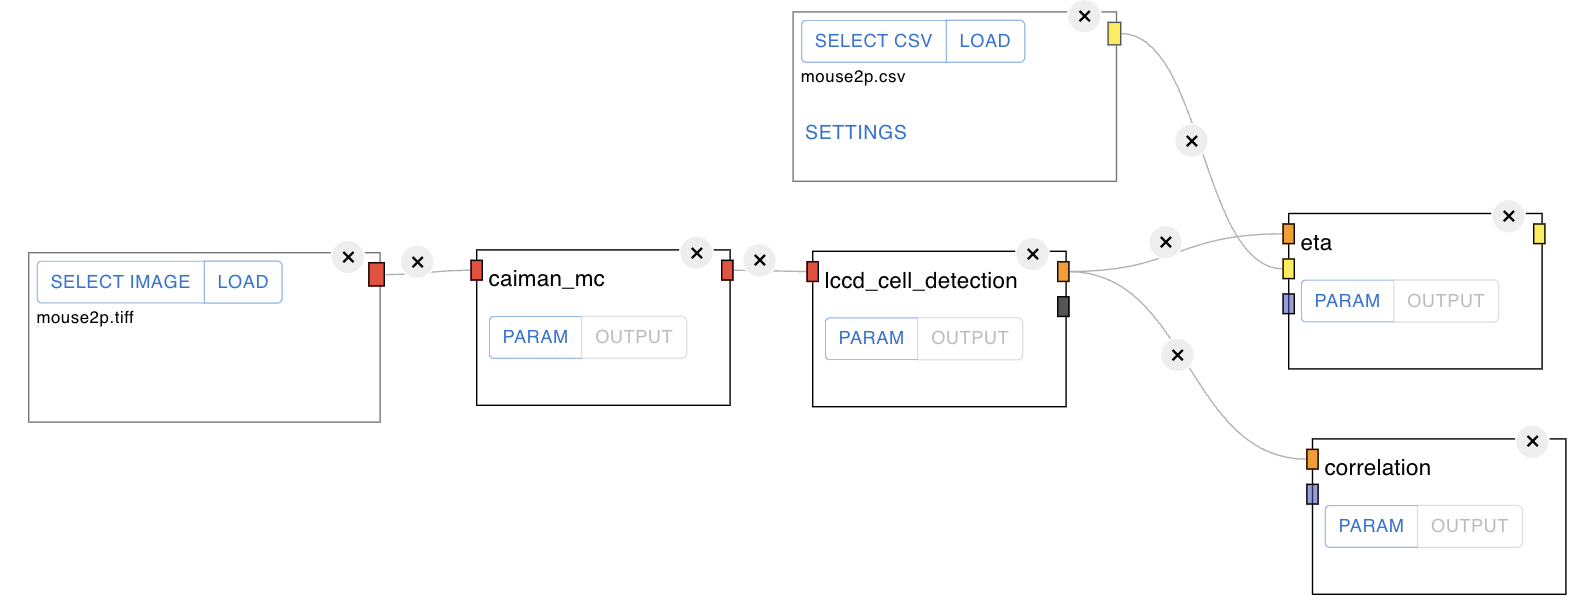 SELECT CSV LOAD
mouse2p.csv
SETTINGS
SELECT IMAGE LOAD
mouse2p.tiff
caiman_mc
PARAM OUTPUT
lccd_cell_detection
PARAM OUTPUT
eta
PARAM OUTPUT
correlation
PARAM OUTPUT